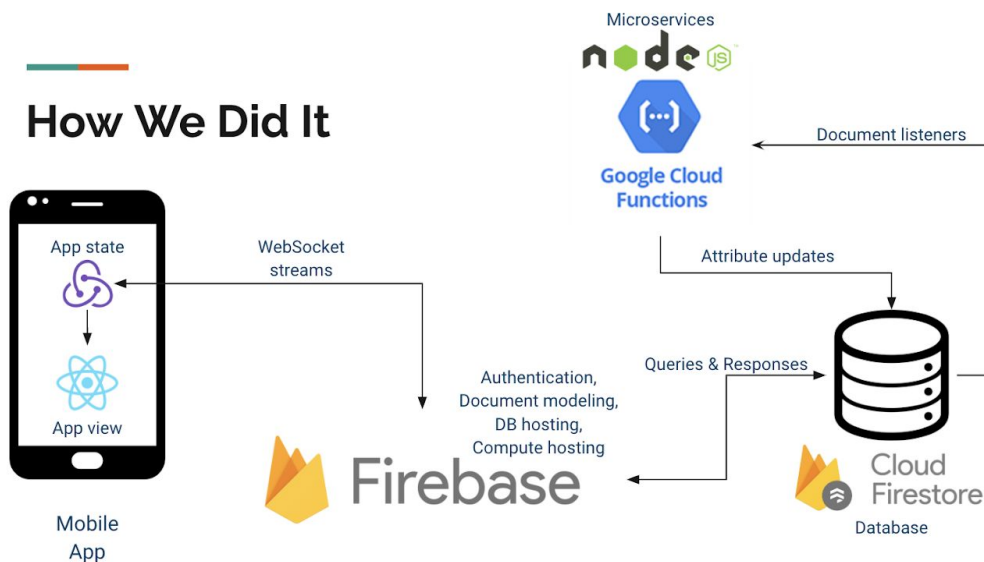 How We Did It
Microservices
node
JS
Google Cloud
Functions
Document listeners
Attribute updates
App state
App view
WebSocket
streams
Mobile
App
Authentication,
Document modeling,
DB hosting,
Compute hosting
Firebase
Queries & Responses
Cloud
Firestore
Database